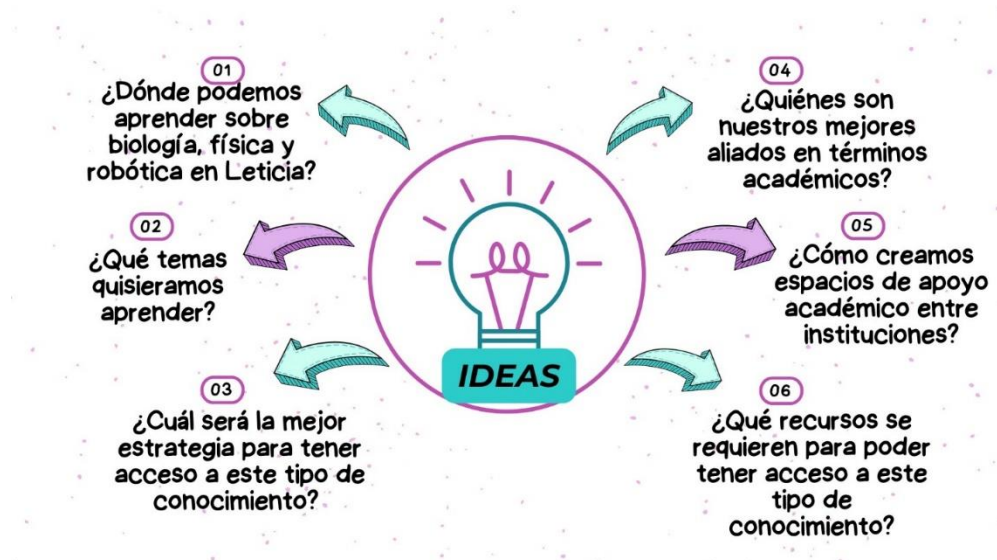 01
¿Dónde podemos
aprender sobre
biología, física y
robótica en Leticia?
02
¿Qué temas
quisieramos
aprender?
03
¿Cuál será la mejor
estrategia para tener
acceso a este tipo de
conocimiento?
IDEAS
04
¿Quiénes son
nuestros mejores
aliados en términos
académicos?
05
¿Cómo creamos
espacios de apoyo
académico entre
instituciones?
06
¿Qué recursos se
requieren para poder
tener acceso a este
tipo de
conocimiento?